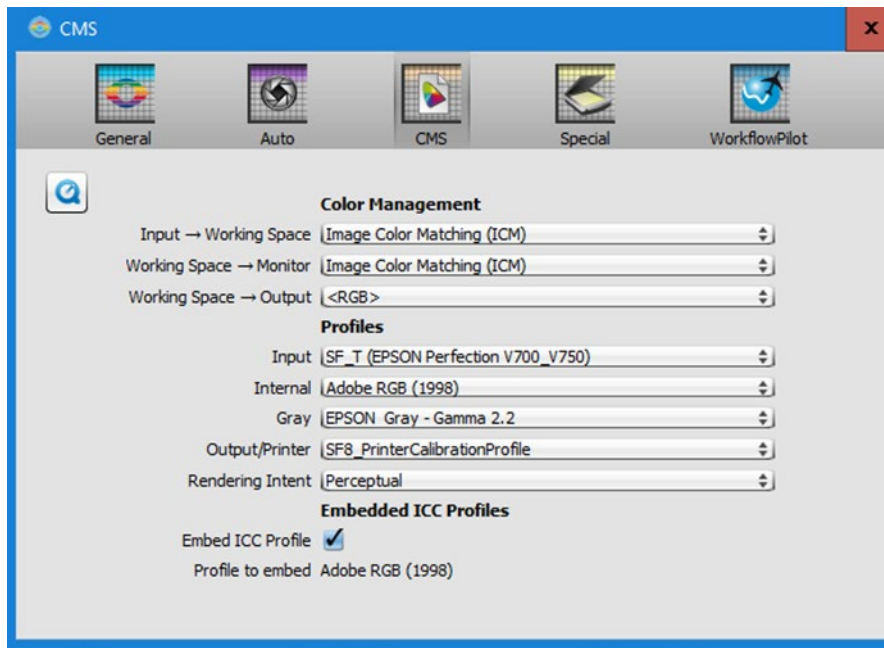 CMS
x
General Auto CMS Special WorkflowPilot
Color Management
Input → Working Space Image Color Matching (ICM)
Working Space → Monitor Image Color Matching (ICM)
Working Space → Output <RGB>
Profiles
Input SF_T (EPSON Perfection V700_V750)
Internal Adobe RGB (1998)
Gray EPSON Gray - Gamma 2.2
Output/Printer SF8_PrinterCalibrationProfile
Rendering Intent Perceptual
Embedded ICC Profiles
Embed ICC Profile
Profile to embed Adobe RGB (1998)